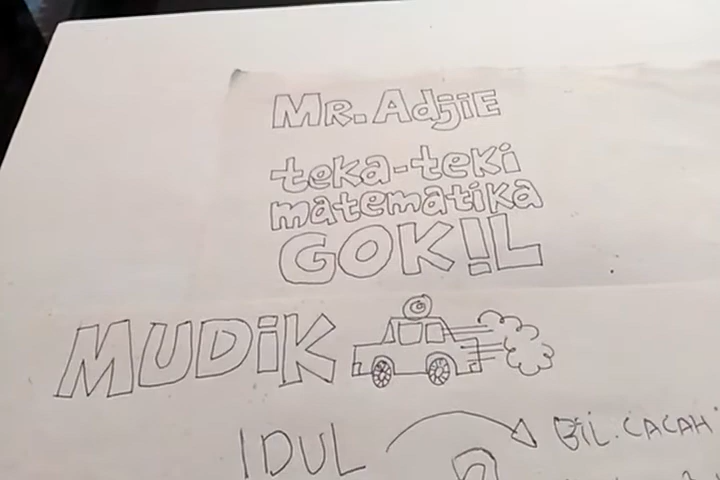 MR. AdjiE
teka-teki
matematika
GOK!L
MUDiK
IDUL
BIL. CACAH